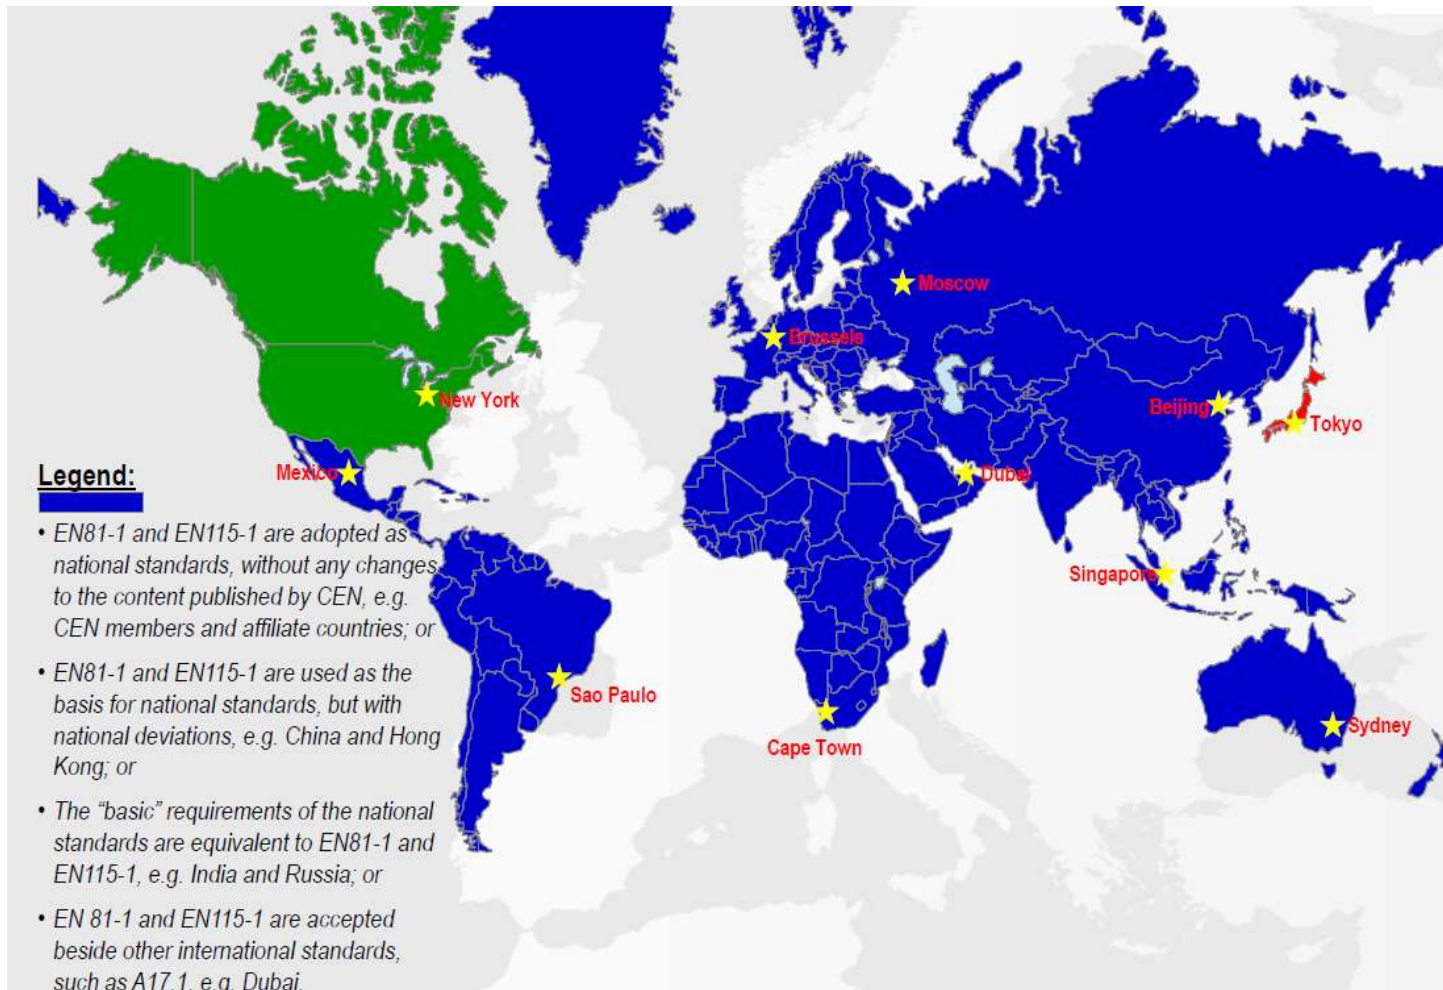 Moscow
Brussels
New York
Beijing
Tokyo
Mexico
Dubai
Legend:
• EN81-1 and EN115-1 are adopted as
national standards, without any changes
to the content published by CEN, e.g.
CEN members and affiliate countries; or
Singapore
• EN81-1 and EN115-1 are used as the
basis for national standards, but with
national deviations, e.g. China and Hong
Kong; or
Sao Paulo
Sydney
Cape Town
• The “basic” requirements of the national
standards are equivalent to EN81-1 and
EN115-1, e.g. India and Russia; or
• EN 81-1 and EN115-1 are accepted
beside other international standards,
such as A17.1, e.g. Dubai.